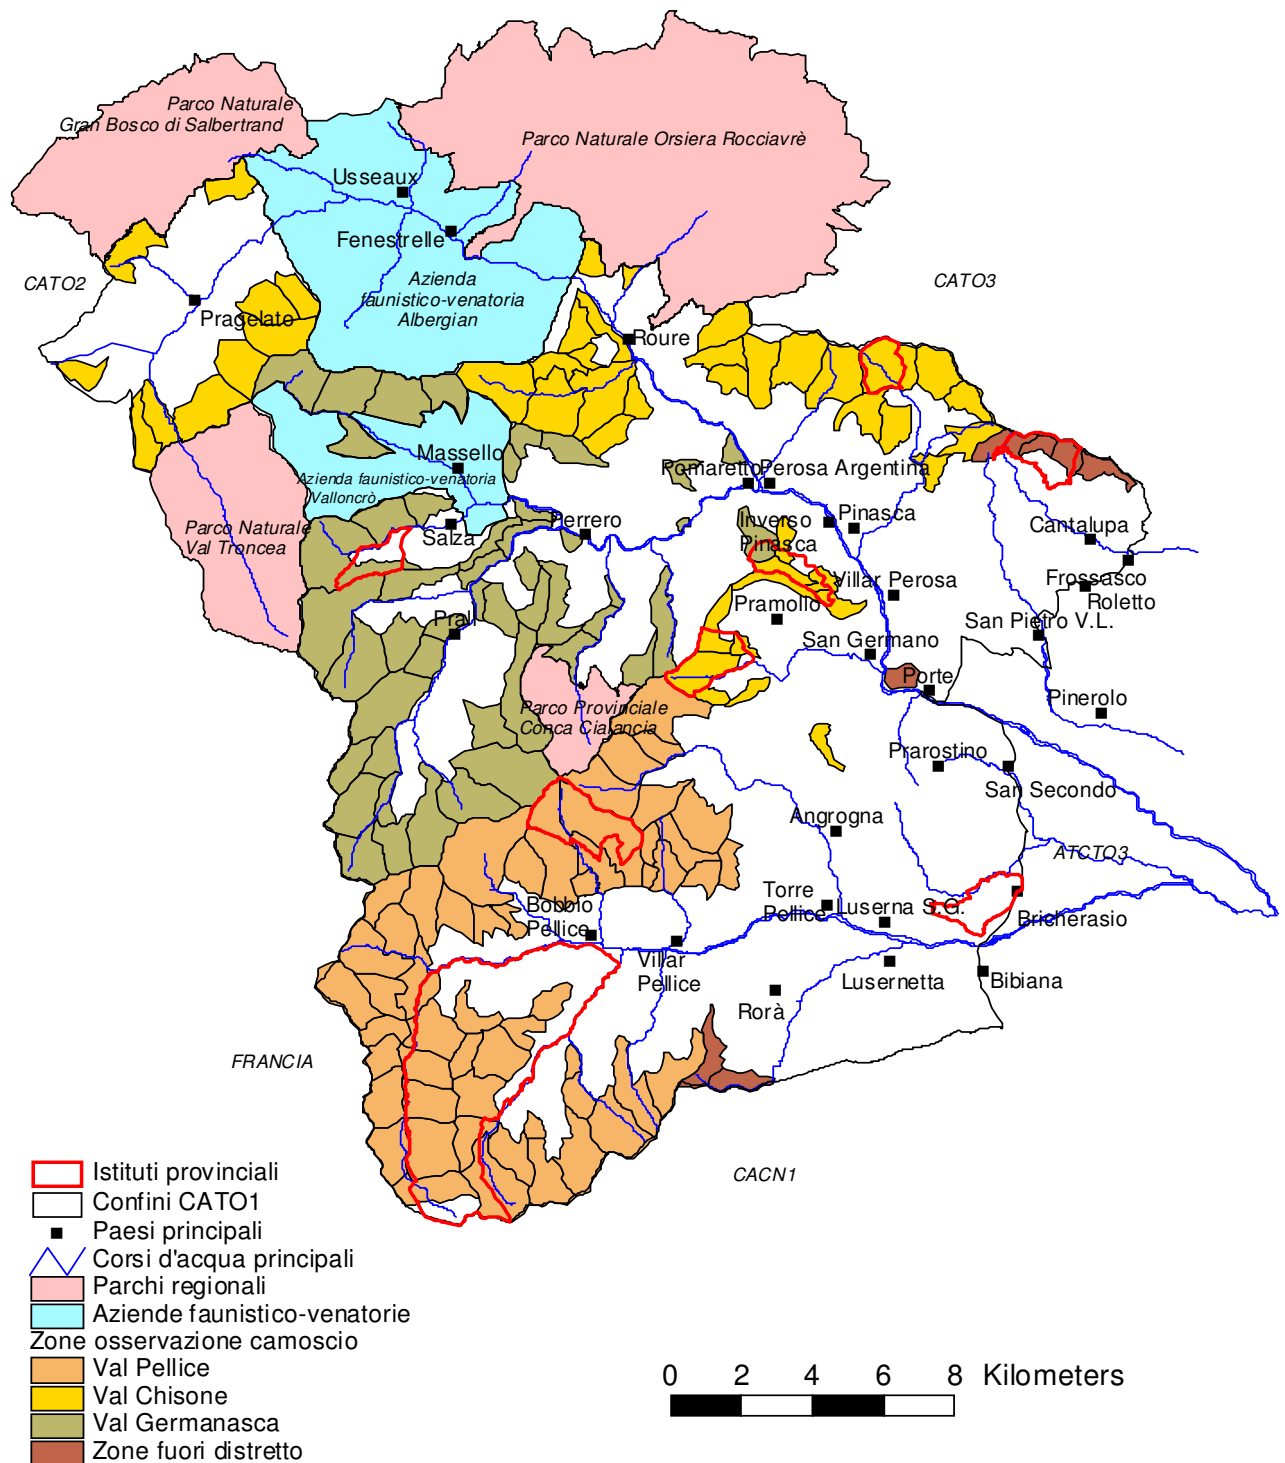 Parco Naturale
Gran Bosco di Salbertrand
Parco Naturale Orsiera Rocciavrè
Usseaux
Fenestrelle
CATO2
Azienda
faunistico-venatoria
Albergian
CATO3
Pragelato
Roure
Massello
Azienda faunistico-venatoria
Valloncrò
Pomaretto
Perosa Argentina
Parco Naturale
Val Troncea
Salza
Perrero
Inverso
Pinasca
Pinasca
Cantalupa
Villar Perosa
Frossasco
Roletto
Prali
Pramollo
San Germano
San Pietro V.L.
Porte
Pinerolo
Parco Provinciale
Conca Cialancia
Prarostino
San Secondo
Angrogna
ATCTO3
Torre
Pellice
Luserna S.G.
Bricherasio
Bobbio
Pellice
Villar
Pellice
Lusernetta
Bibiana
Rorà
FRANCIA
CACN1
Istituti provinciali
Confini CATO1
Paesi principali
Corsi d'acqua principali
Parchi regionali
Aziende faunistico-venatorie
Zone osservazione camoscio
Val Pellice
Val Chisone
Val Germanasca
Zone fuori distretto
0 2 4 6 8 Kilometers